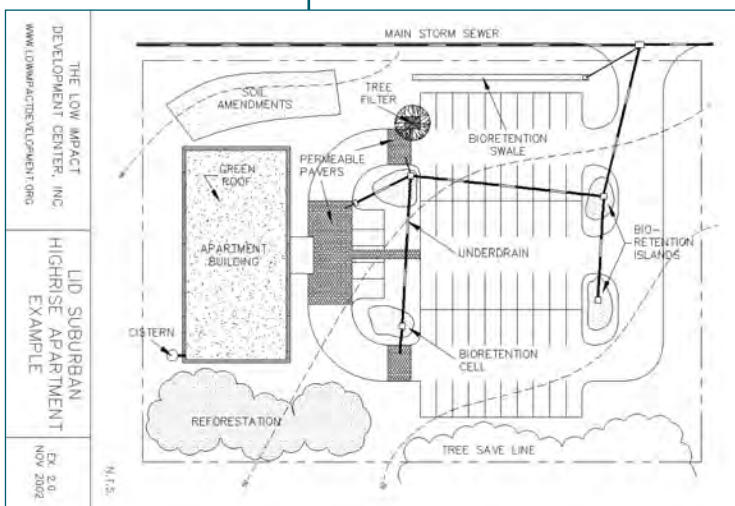 THE LOW IMPACT
DEVELOPMENT CENTER, INC
WWW.LOWIMPACTDEVELOPMENT.ORG
LID SUBURBAN
HIGHRISE APARTMENT
EXAMPLE
EX. 2.0
NOV 2002
N.T.S.
MAIN STORM SEWER
SOIL
AMENDMENTS
TREE
FILTER
BIORETENTION
SWALE
PERMEABLE
PAVERS
GREEN
ROOF
APARTMENT
BUILDING
UNDERDRAIN
BIO-
RETENTION
ISLANDS
CISTERN
BIORETENTION
CELL
REFORESTATION
TREE SAVE LINE